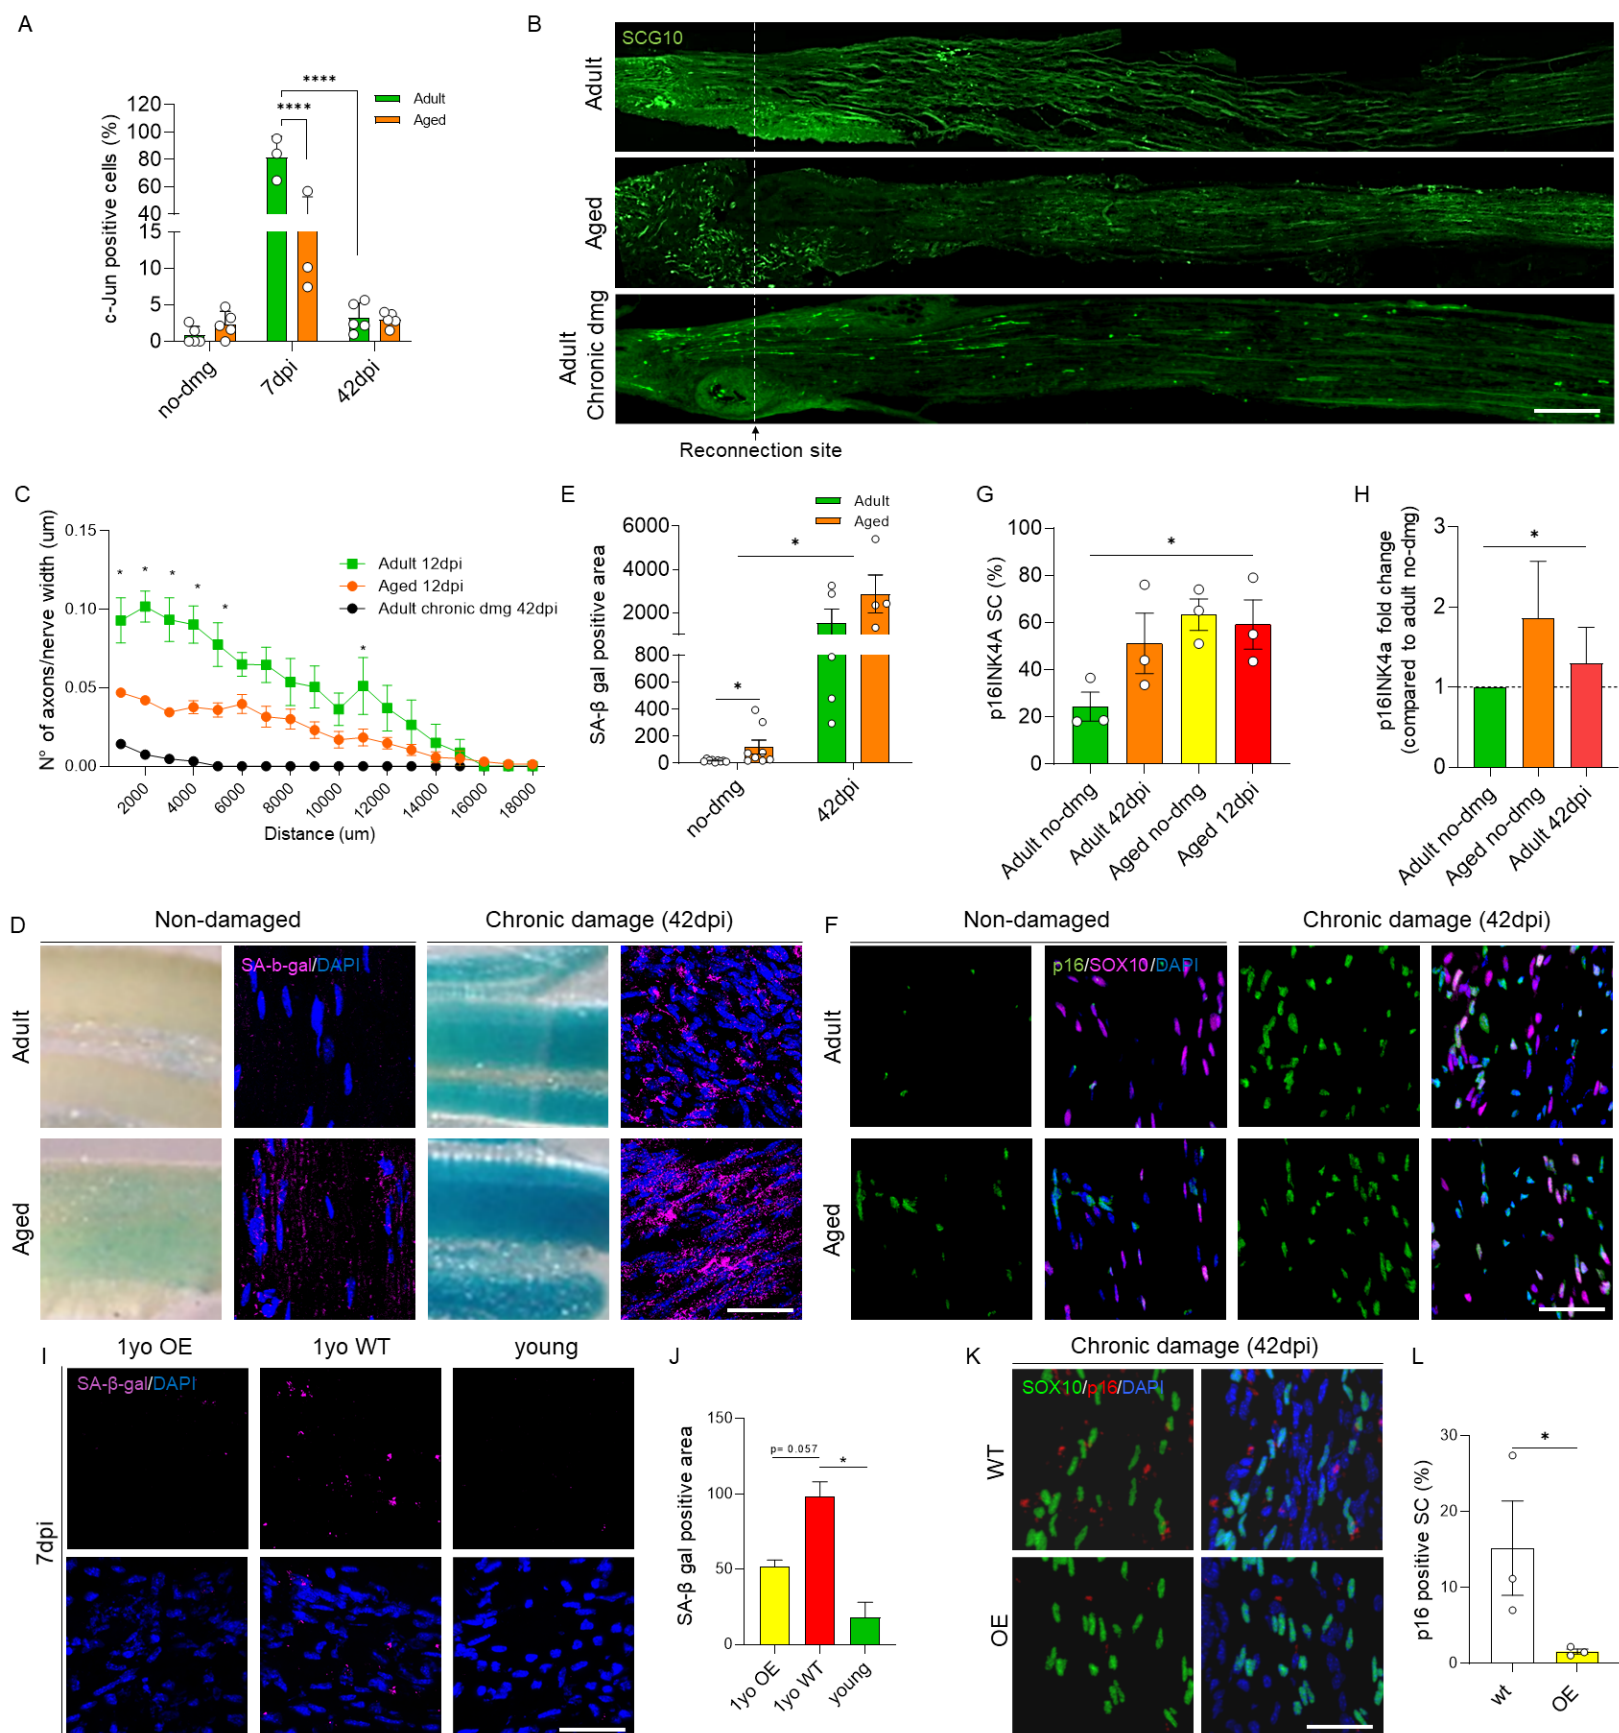 A
c-Jun positive cells (%)
120
100
80
60
40
15
10
5
0
****
****
Adult
Aged
no-dmg
7dpi
42dpi
B
SCG10
Adult
Aged
Adult
Chronic dmg
Reconnection site
C
N° of axons/nerve width (um)
0.15
0.10
0.05
0.00
* * * * * *
Adult 12dpi
Aged 12dpi
Adult chronic dmg 42dpi
2000 4000 6000 8000 10000 12000 14000 16000 18000
Distance (um)
E
SA-β gal positive area
6000
4000
2000
800
600
400
200
0
*
*
Adult
Aged
no-dmg
42dpi
G
p16INK4A SC (%)
100
80
60
40
20
0
*
Adult no-dmg
Adult 42dpi
Aged no-dmg
Aged 12dpi
H
p16INK4a fold change
(compared to adult no-dmg)
3
2
1
0
*
Adult no-dmg
Aged no-dmg
Adult 42dpi
D
Non-damaged
Chronic damage (42dpi)
SA-b-gal/DAPI
Adult
Aged
F
Non-damaged
Chronic damage (42dpi)
p16/SOX10/DAPI
Adult
Aged
I
1yo OE
1yo WT
young
SA-β-gal/DAPI
7dpi
J
SA-β gal positive area
150
100
50
0
p= 0.057
*
1yo OE
1yo WT
young
K
Chronic damage (42dpi)
SOX10/p16/DAPI
WT
OE
L
p16 positive SC (%)
30
20
10
0
*
wt
OE